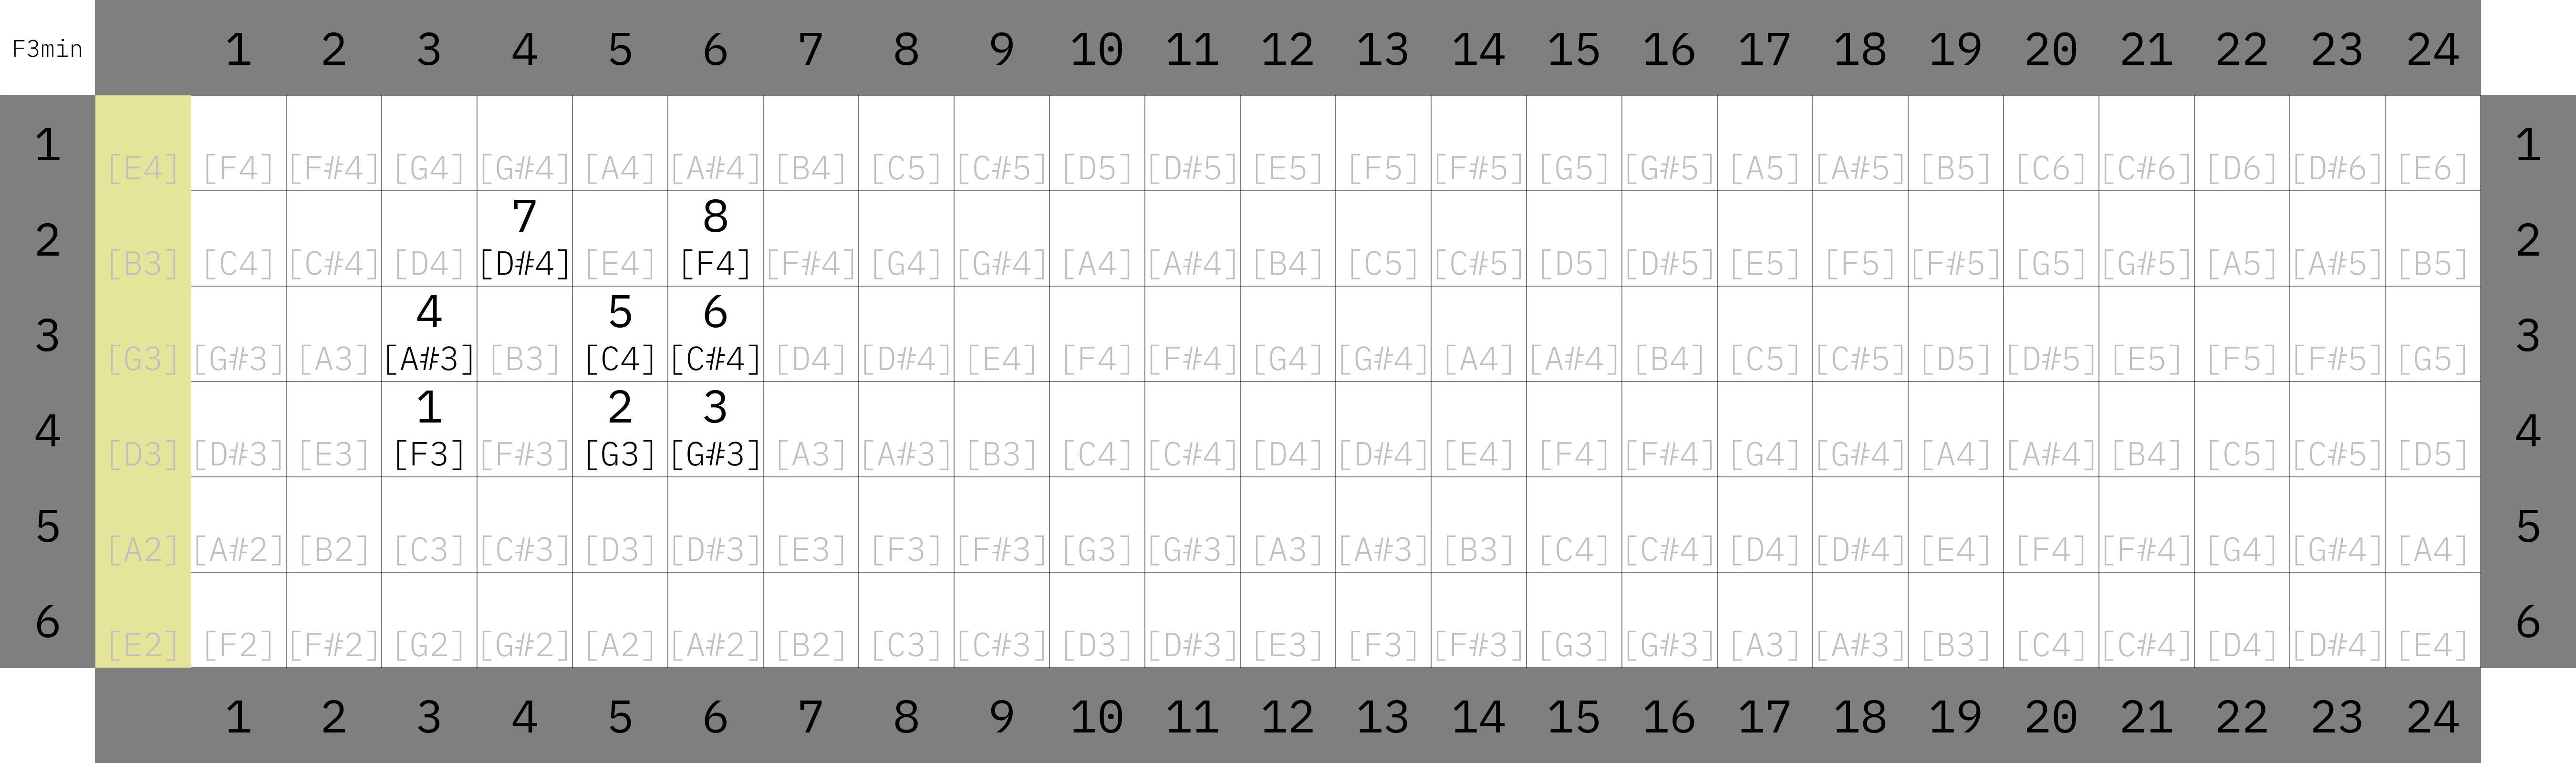 F3min 1 2 3 4 5 6 7 8 9 10 11 12 13 14 15 16 17 18 19 20 21 22 23 24
1 [E4] [F4] [F#4] [G4] [G#4] [A4] [A#4] [B4] [C5] [C#5] [D5] [D#5] [E5] [F5] [F#5] [G5] [G#5] [A5] [A#5] [B5] [C6] [C#6] [D6] [D#6] [E6] 1
7 8
2 [B3] [C4] [C#4] [D4] [D#4] [E4] [F4] [F#4] [G4] [G#4] [A4] [A#4] [B4] [C5] [C#5] [D5] [D#5] [E5] [F5] [F#5] [G5] [G#5] [A5] [A#5] [B5] 2
4 5 6
3 [G3] [G#3] [A3] [A#3] [B3] [C4] [C#4] [D4] [D#4] [E4] [F4] [F#4] [G4] [G#4] [A4] [A#4] [B4] [C5] [C#5] [D5] [D#5] [E5] [F5] [F#5] [G5] 3
1 2 3
4 [D3] [D#3] [E3] [F3] [F#3] [G3] [G#3] [A3] [A#3] [B3] [C4] [C#4] [D4] [D#4] [E4] [F4] [F#4] [G4] [G#4] [A4] [A#4] [B4] [C5] [C#5] [D5] 4
5 [A2] [A#2] [B2] [C3] [C#3] [D3] [D#3] [E3] [F3] [F#3] [G3] [G#3] [A3] [A#3] [B3] [C4] [C#4] [D4] [D#4] [E4] [F4] [F#4] [G4] [G#4] [A4] 5
6 [E2] [F2] [F#2] [G2] [G#2] [A2] [A#2] [B2] [C3] [C#3] [D3] [D#3] [E3] [F3] [F#3] [G3] [G#3] [A3] [A#3] [B3] [C4] [C#4] [D4] [D#4] [E4] 6
1 2 3 4 5 6 7 8 9 10 11 12 13 14 15 16 17 18 19 20 21 22 23 24